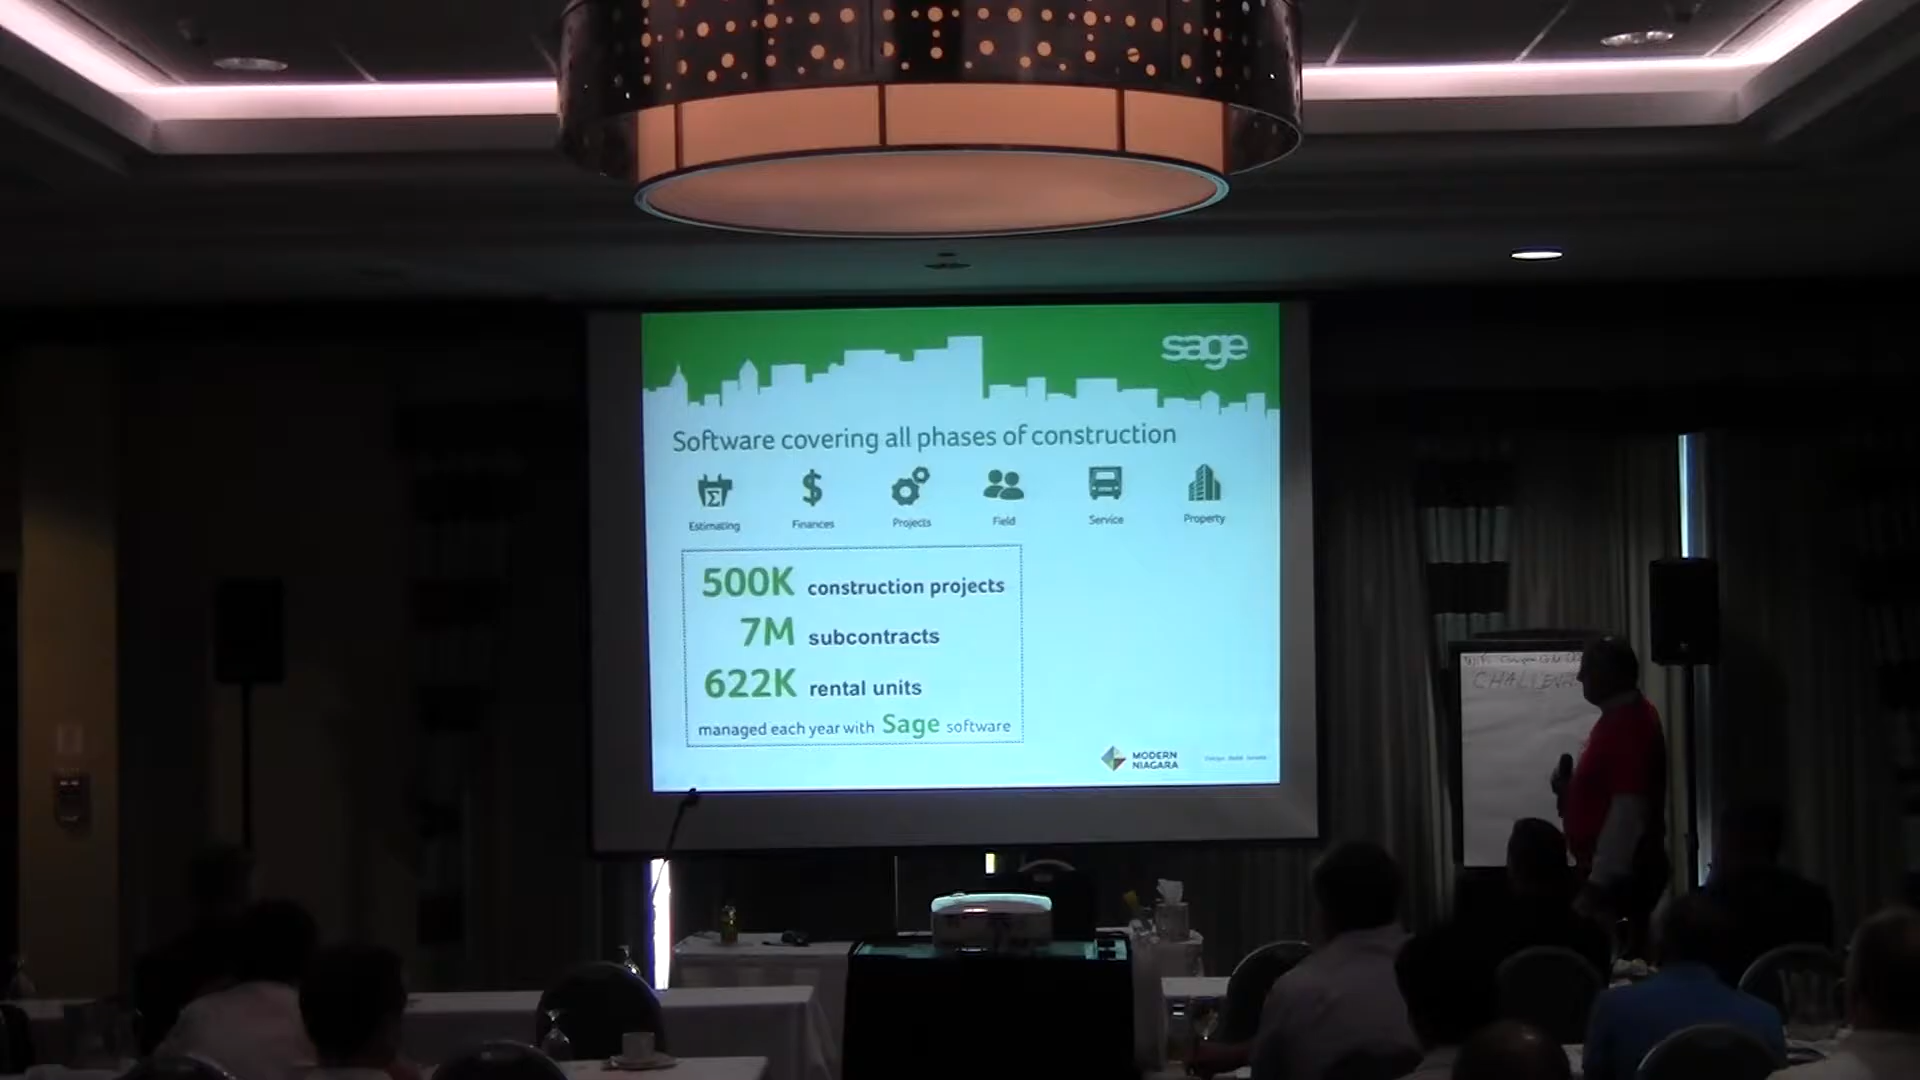 sage
Software covering all phases of construction
Estimating Finances Projects Field Service Property
500K construction projects
7M subcontracts
622K rental units
managed each year with Sage software
MODERN
NIAGARA